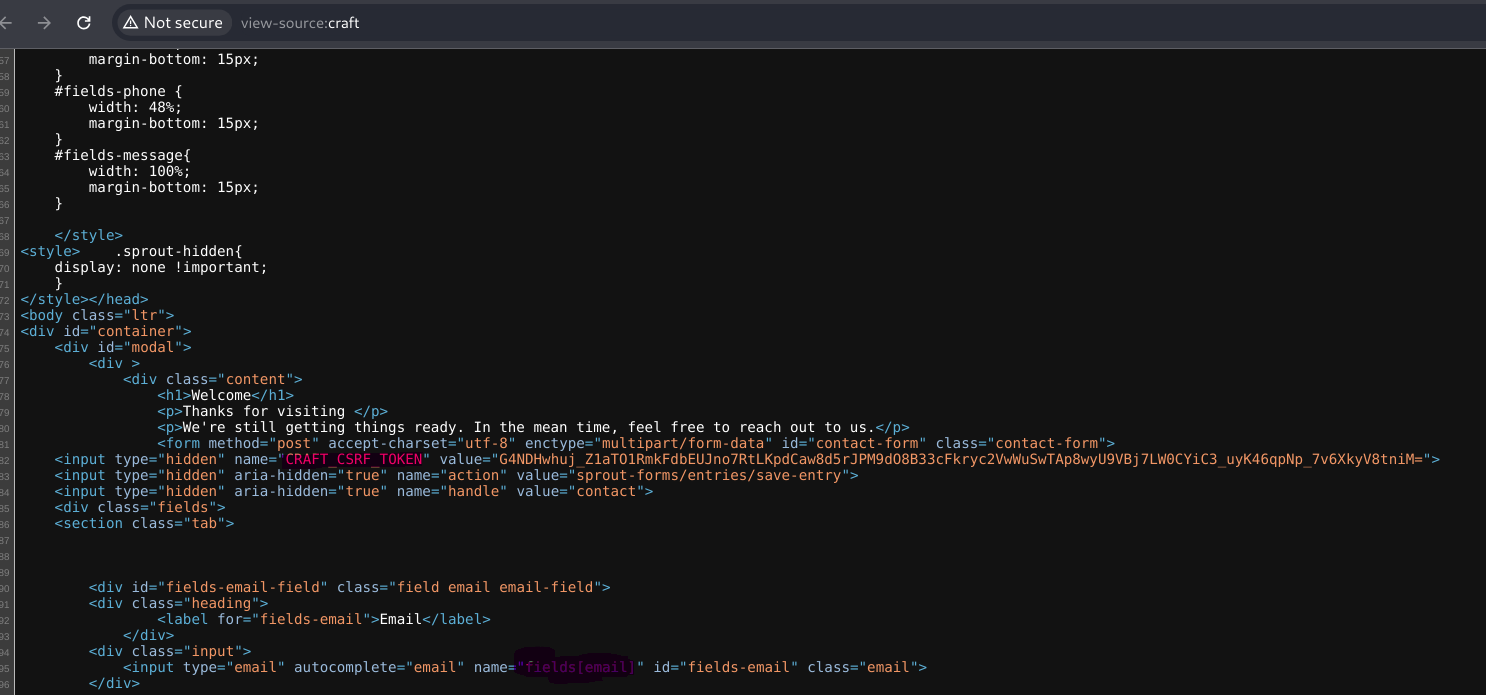 Not secure view-source:craft
57 margin-bottom: 15px;
58 }
59 #fields-phone {
60 width: 48%;
61 margin-bottom: 15px;
62 }
63 #fields-message{
64 width: 100%;
65 margin-bottom: 15px;
66 }
67
68 </style>
69 <style> .sprout-hidden{
70 display: none !important;
71 }
72 </style></head>
73 <body class="ltr">
74 <div id="container">
75 <div id="modal">
76 <div >
77 <div class="content">
78 <h1>Welcome</h1>
79 <p>Thanks for visiting </p>
80 <p>We're still getting things ready. In the mean time, feel free to reach out to us.</p>
81 <form method="post" accept-charset="utf-8" enctype="multipart/form-data" id="contact-form" class="contact-form">
82 <input type="hidden" name="CRAFT_CSRF_TOKEN" value="G4NDHwhuj_Z1aTO1RmkFdbEUJno7RtLKpdCaw8d5rJPM9dO8B33cFkryc2VwWuSwTAp8wyU9VBj7LW0CYiC3_uyK46qpNp_7v6XkyV8tniM=">
83 <input type="hidden" aria-hidden="true" name="action" value="sprout-forms/entries/save-entry">
84 <input type="hidden" aria-hidden="true" name="handle" value="contact">
85 <div class="fields">
86 <section class="tab">
87
88
89
90 <div id="fields-email-field" class="field email email-field">
91 <div class="heading">
92 <label for="fields-email">Email</label>
93 </div>
94 <div class="input">
95 <input type="email" autocomplete="email" name="fields[email]" id="fields-email" class="email">
96 </div>